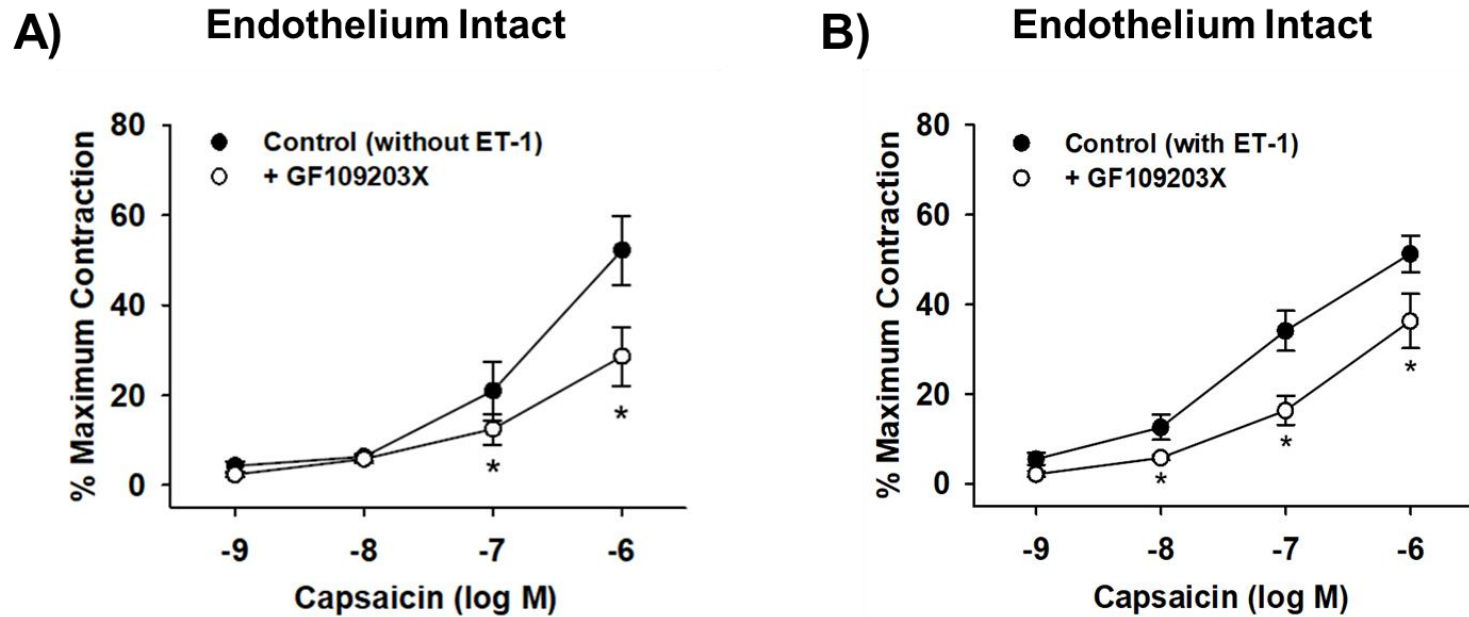 A)
Endothelium Intact
% Maximum Contraction
80
60
40
20
0
Control (without ET-1)
+ GF109203X
*
*
-9
-8
-7
-6
Capsaicin (log M)
B)
Endothelium Intact
% Maximum Contraction
80
60
40
20
0
Control (with ET-1)
+ GF109203X
*
*
*
-9
-8
-7
-6
Capsaicin (log M)